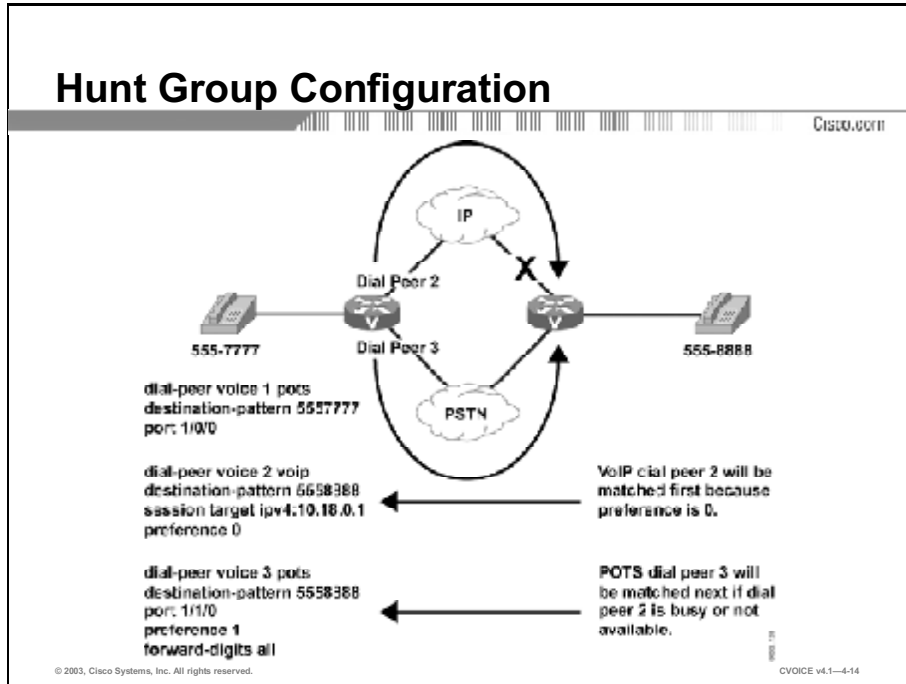 Hunt Group Configuration
Cisco.com
IP
X
Dial Peer 2
V
V
555-7777
Dial Peer 3
555-8888
PSTN
dial-peer voice 1 pots
destination-pattern 5557777
port 1/0/0
dial-peer voice 2 voip
destination-pattern 5558888
session target ipv4:10.18.0.1
preference 0
VoIP dial peer 2 will be
matched first because
preference is 0.
dial-peer voice 3 pots
destination-pattern 5558888
port 1/1/0
preference 1
forward-digits all
POTS dial peer 3 will
be matched next if dial
peer 2 is busy or not
available.
© 2003, Cisco Systems, Inc. All rights reserved.
CVOICE v4.1—4-14